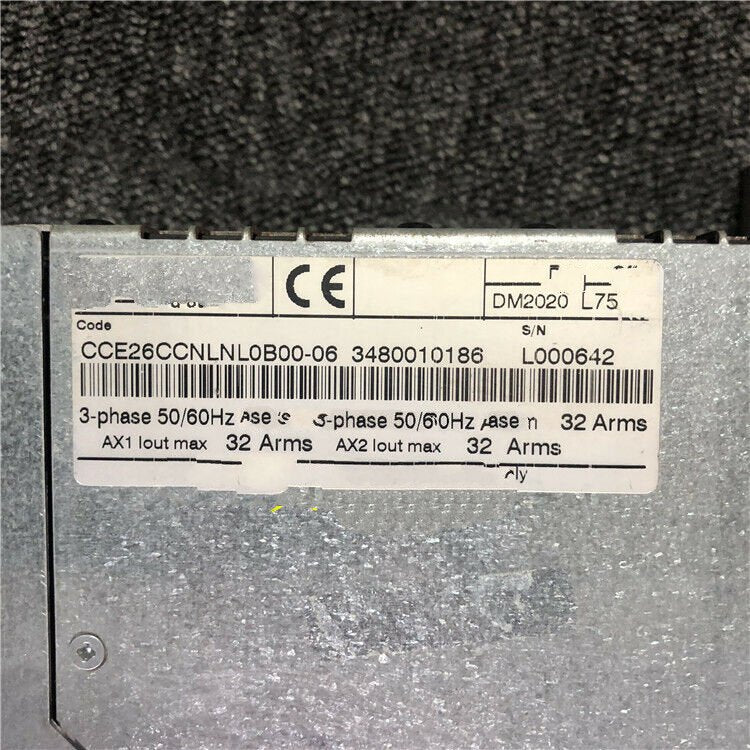 CE
DM2020 L75
Code
S/N
CCE26CCNLNL0B00-06 3480010186 L000642
3-phase 50/60Hz 3-phase 50/60Hz 32 Arms
AX1 Iout max 32 Arms AX2 Iout max 32 Arms